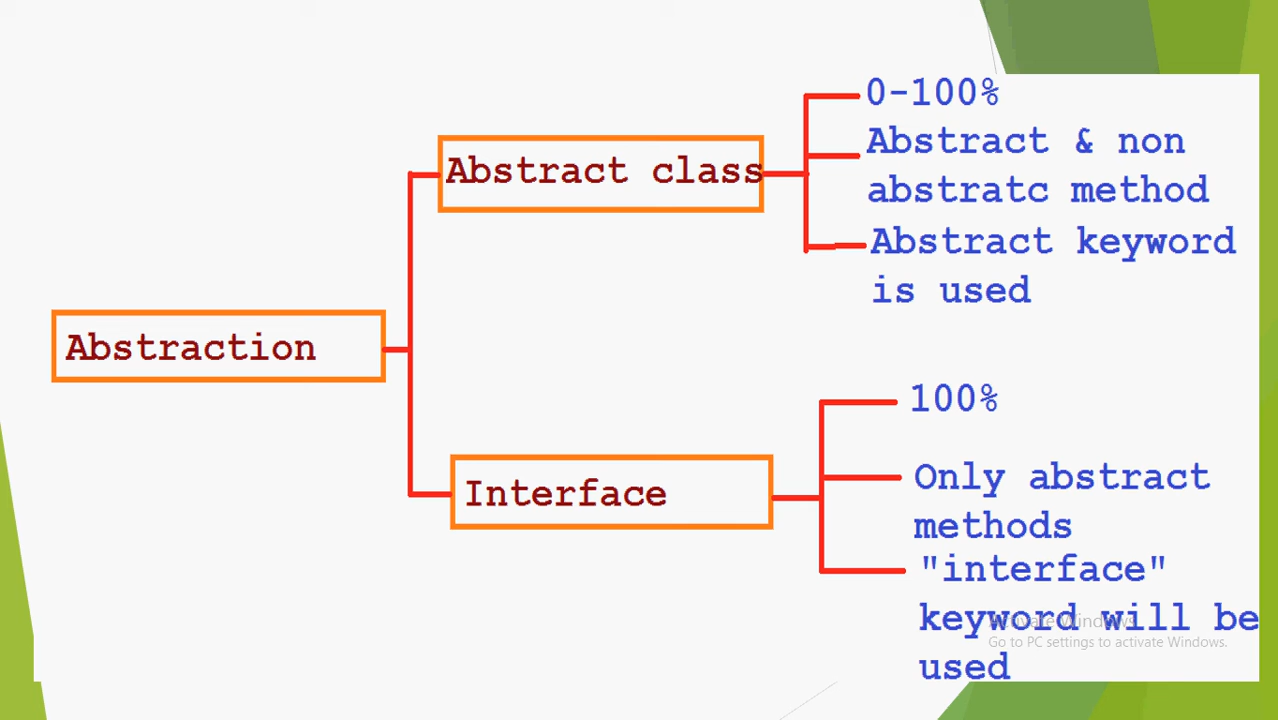 0-100%
Abstract class
Abstract & non
abstratc method
Abstract keyword
is used
Abstraction
100%
Interface
Only abstract
methods
"interface"
keyword will be
used
Activate Windows
Go to PC settings to activate Windows.